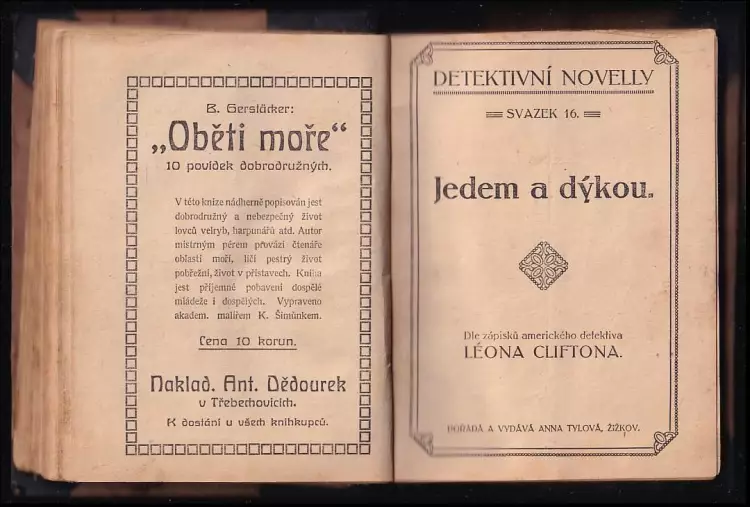 B. Gerstäcker:
„Oběti moře“
10 povídek dobrodružných.
V této knize nádherně popisován jest
dobrodružný a nebezpečný život
lovců velryb, harpunářů atd. Autor
mistrným pérem provází čtenáře
oblastí moří, líčí pestrý život
pobřežní, život v přístavech. Kniha
jest příjemné pobavení dospělé
mládeže i dospělých. Vypraveno
akadem. malířem K. Šimůnkem.
Cena 10 korun.
Naklad. Ant. Dědourek
v Třebechovicích.
K dostání u všech knihkupců.
DETEKTIVNÍ NOVELLY
SVAZEK 16.
Jedem a dýkou.
Dle zápisků amerického detektiva
LÉONA CLIFTONA.
POŘÁDÁ A VYDÁVÁ ANNA TYLOVÁ, ŽIŽKOV.